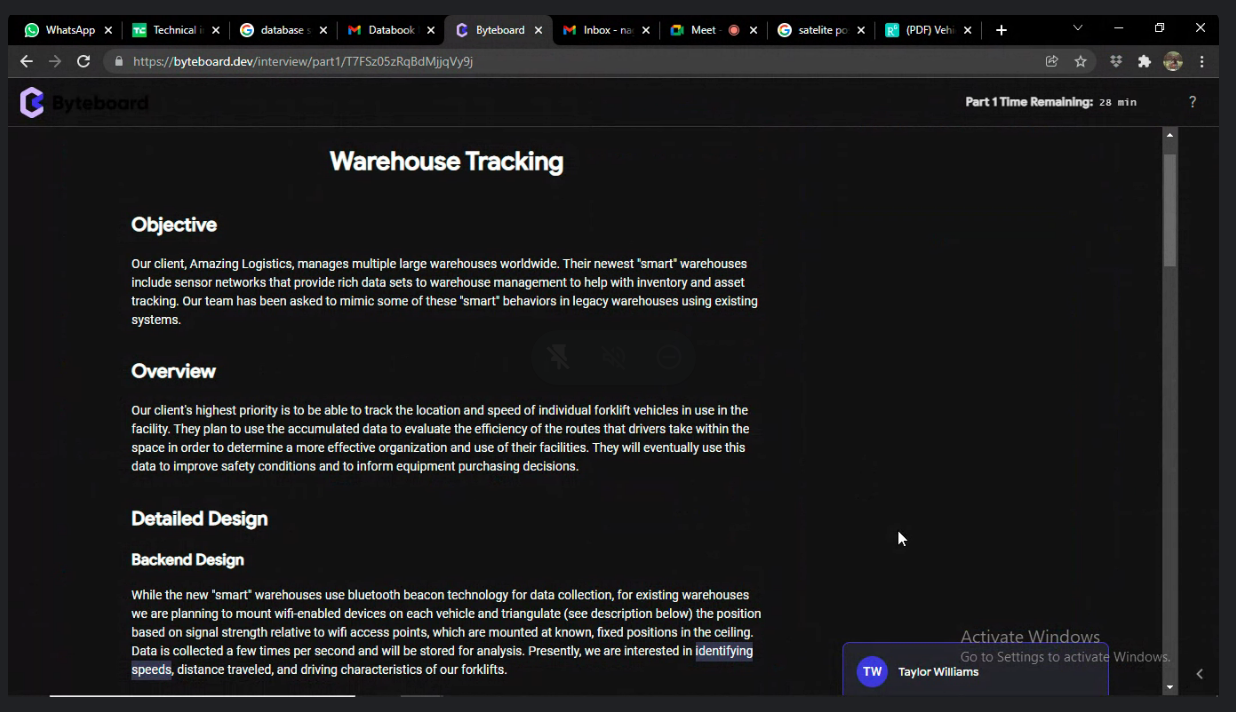 WhatsApp
Technical i
database s
Databook
Byteboard
Inbox - na
Meet -
satelite po
(PDF) Vehi
https://byteboard.dev/interview/part1/T7FSz05zRqBdMjjqVy9j
Byteboard
Part 1 Time Remaining: 28 min
?
Warehouse Tracking
Objective
Our client, Amazing Logistics, manages multiple large warehouses worldwide. Their newest "smart" warehouses
include sensor networks that provide rich data sets to warehouse management to help with inventory and asset
tracking. Our team has been asked to mimic some of these "smart" behaviors in legacy warehouses using existing
systems.
Overview
Our client's highest priority is to be able to track the location and speed of individual forklift vehicles in use in the
facility. They plan to use the accumulated data to evaluate the efficiency of the routes that drivers take within the
space in order to determine a more effective organization and use of their facilities. They will eventually use this
data to improve safety conditions and to inform equipment purchasing decisions.
Detailed Design
Backend Design
While the new "smart" warehouses use bluetooth beacon technology for data collection, for existing warehouses
we are planning to mount wifi-enabled devices on each vehicle and triangulate (see description below) the position
based on signal strength relative to wifi access points, which are mounted at known, fixed positions in the ceiling.
Data is collected a few times per second and will be stored for analysis. Presently, we are interested in identifying
speeds, distance traveled, and driving characteristics of our forklifts.
Activate Windows
Go to Settings to activate Windows.
TW
Taylor Williams